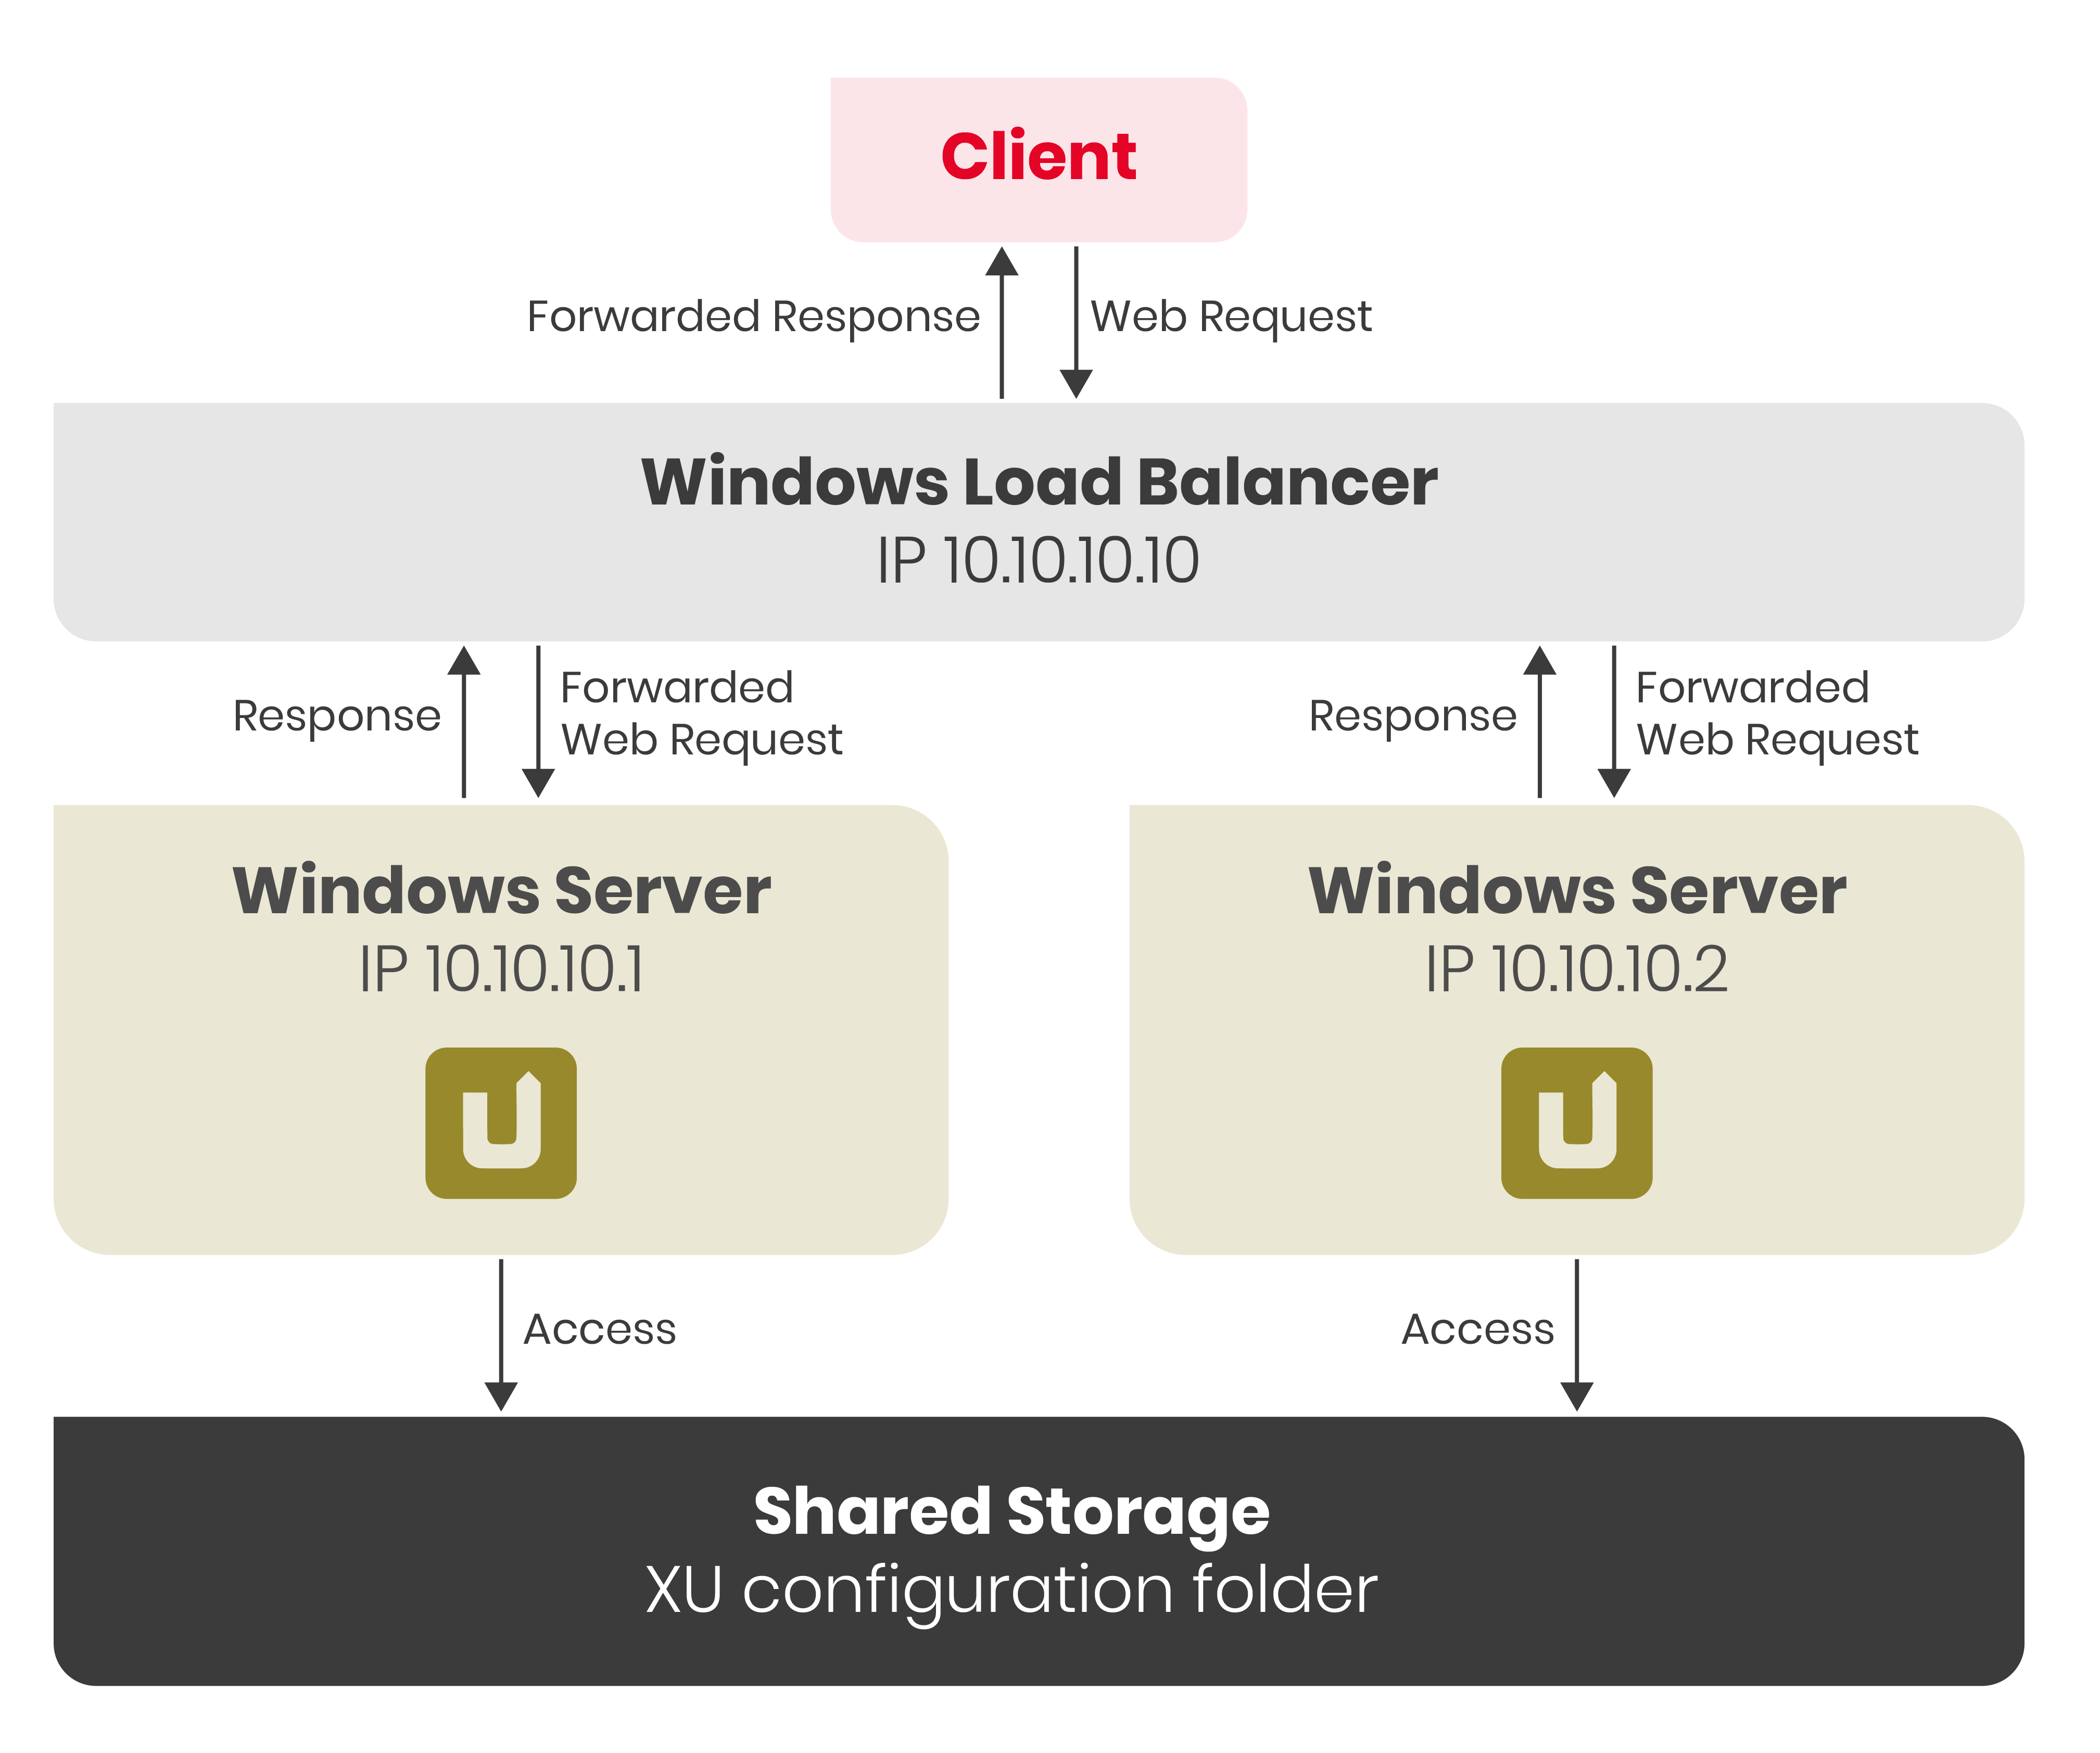 Client
Forwarded Response
Web Request
Windows Load Balancer
IP 10.10.10.10
Response
Forwarded
Web Request
Response
Forwarded
Web Request
Windows Server
IP 10.10.10.1
Windows Server
IP 10.10.10.2
Access
Access
Shared Storage
XU configuration folder